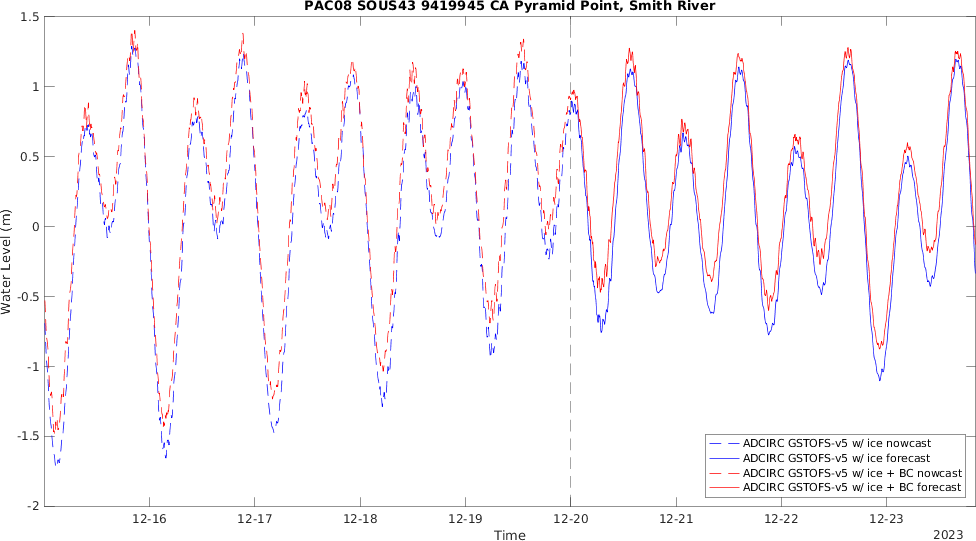 PAC08 SOUS43 9419945 CA Pyramid Point, Smith River
1.5
1
0.5
0
-0.5
-1
-1.5
-2
Water Level (m)
12-16
12-17
12-18
12-19
12-20
12-21
12-22
12-23
Time
2023
ADCIRC GSTOFS-v5 w/ ice nowcast
ADCIRC GSTOFS-v5 w/ ice forecast
ADCIRC GSTOFS-v5 w/ ice + BC nowcast
ADCIRC GSTOFS-v5 w/ ice + BC forecast